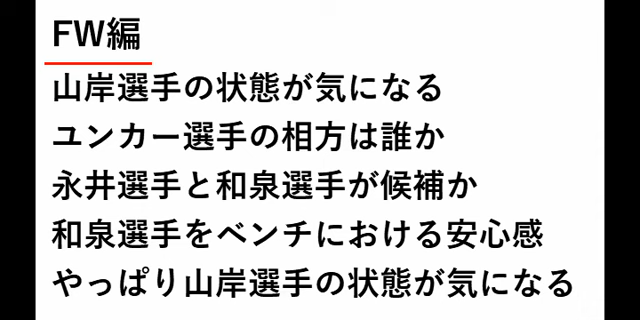 FW編
山岸選手の状態が気になる
ユンカー選手の相方は誰か
永井選手と和泉選手が候補か
和泉選手をベンチにおける安心感
やっぱり山岸選手の状態が気になる